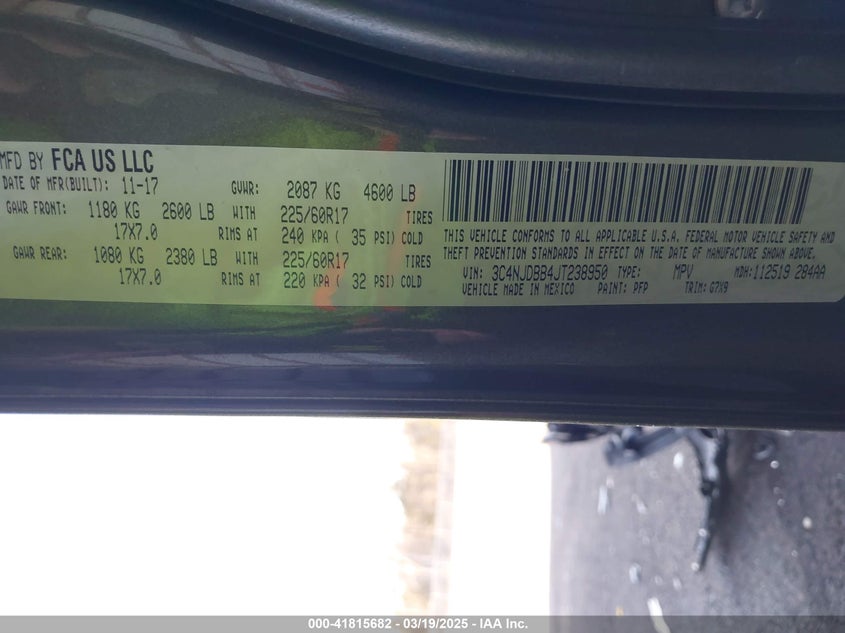 MFD BY FCA US LLC
DATE OF MFR(BUILT): 11-17 GVWR: 2087 KG 4600 LB
GAWR FRONT: 1180 KG 2600 LB WITH 225/60R17 TIRES
17X7.0 RIMS AT 240 KPA ( 35 PSI) COLD
GAWR REAR: 1080 KG 2380 LB WITH 225/60R17 TIRES
17X7.0 RIMS AT 220 KPA ( 32 PSI) COLD
THIS VEHICLE CONFORMS TO ALL APPLICABLE U.S.A. FEDERAL MOTOR VEHICLE SAFETY AND
THEFT PREVENTION STANDARDS IN EFFECT ON THE DATE OF MANUFACTURE SHOWN ABOVE.
VIN: 3C4NJDBB4JT238950 TYPE: MPV MDH: 112519 284AA
VEHICLE MADE IN MEXICO PAINT: PFP TRIM: G7X9
000-41815682 - 03/19/2025 - IAA Inc.